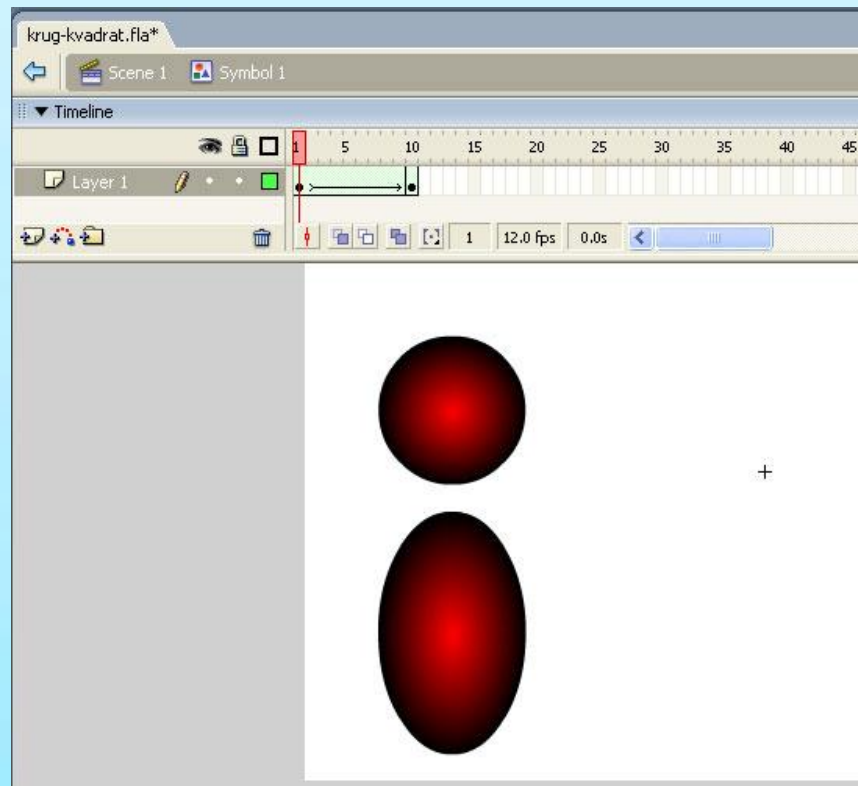 krug-kvadrat.fla*
Scene 1 Symbol 1
Timeline
1 5 10 15 20 25 30 35 40 45
Layer 1
1 12.0 fps 0.0s